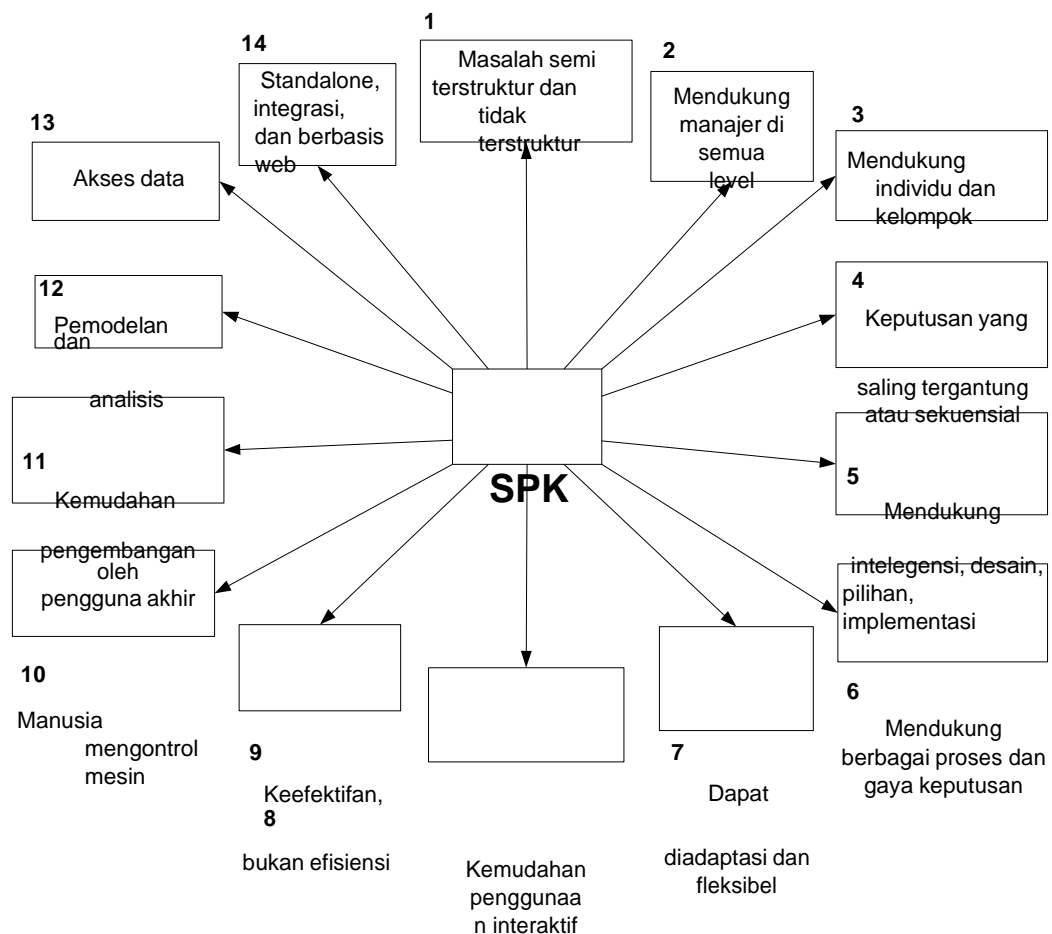 1
Masalah semi
terstruktur dan
tidak
terstruktur
2
Mendukung
manajer di
semua
level
3
Mendukung
individu dan
kelompok
4
Keputusan yang
saling tergantung
atau sekuensial
5
Mendukung
intelegensi, desain,
pilihan,
implementasi
6
Mendukung
berbagai proses dan
gaya keputusan
7
Dapat
diadaptasi dan
fleksibel
8
Kemudahan
penggunaa
n interaktif
9
Keefektifan,
bukan efisiensi
10
Manusia
mengontrol
mesin
11
Kemudahan
pengembangan
oleh
pengguna akhir
12
Pemodelan
dan
analisis
13
Akses data
14
Standalone,
integrasi,
dan berbasis
web
SPK